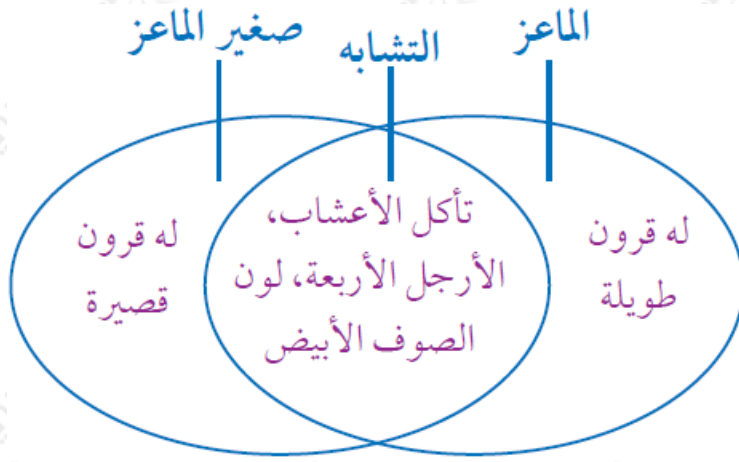 الماعز
التشابه
صغير الماعز
له قرون
طويلة
تأكل الأعشاب،
الأرجل الأربعة، لون
الصوف الأبيض
له قرون
قصيرة